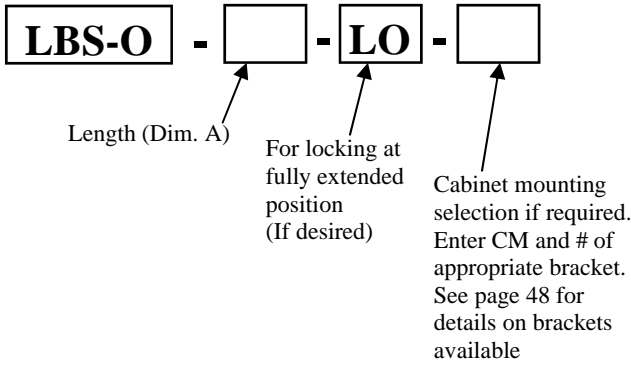 LBS-O - - LO -
Length (Dim. A)
For locking at
fully extended
position
(If desired)
Cabinet mounting
selection if required.
Enter CM and # of
appropriate bracket.
See page 48 for
details on brackets
available